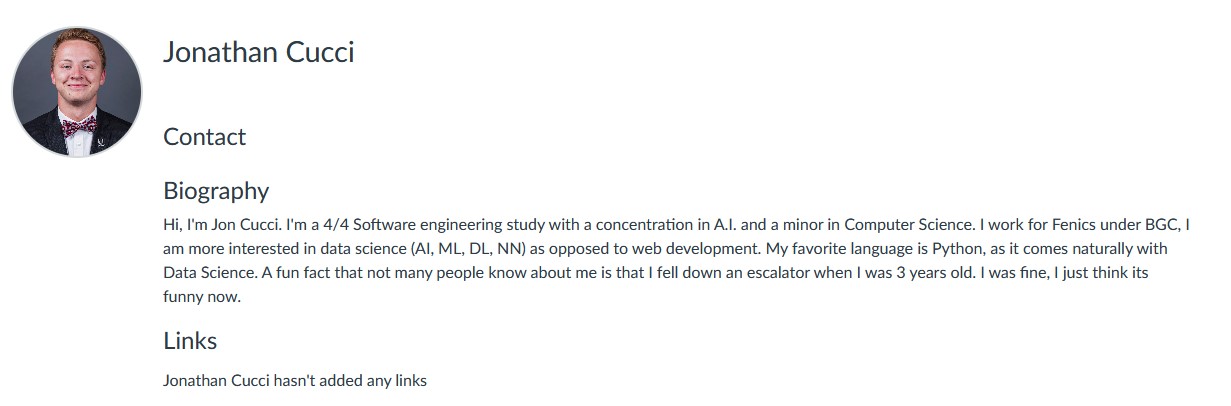 Jonathan Cucci
Contact
Biography
Hi, I'm Jon Cucci. I'm a 4/4 Software engineering study with a concentration in A.I. and a minor in Computer Science. I work for Fenics under BGC, I
am more interested in data science (AI, ML, DL, NN) as opposed to web development. My favorite language is Python, as it comes naturally with
Data Science. A fun fact that not many people know about me is that I fell down an escalator when I was 3 years old. I was fine, I just think its
funny now.
Links
Jonathan Cucci hasn't added any links